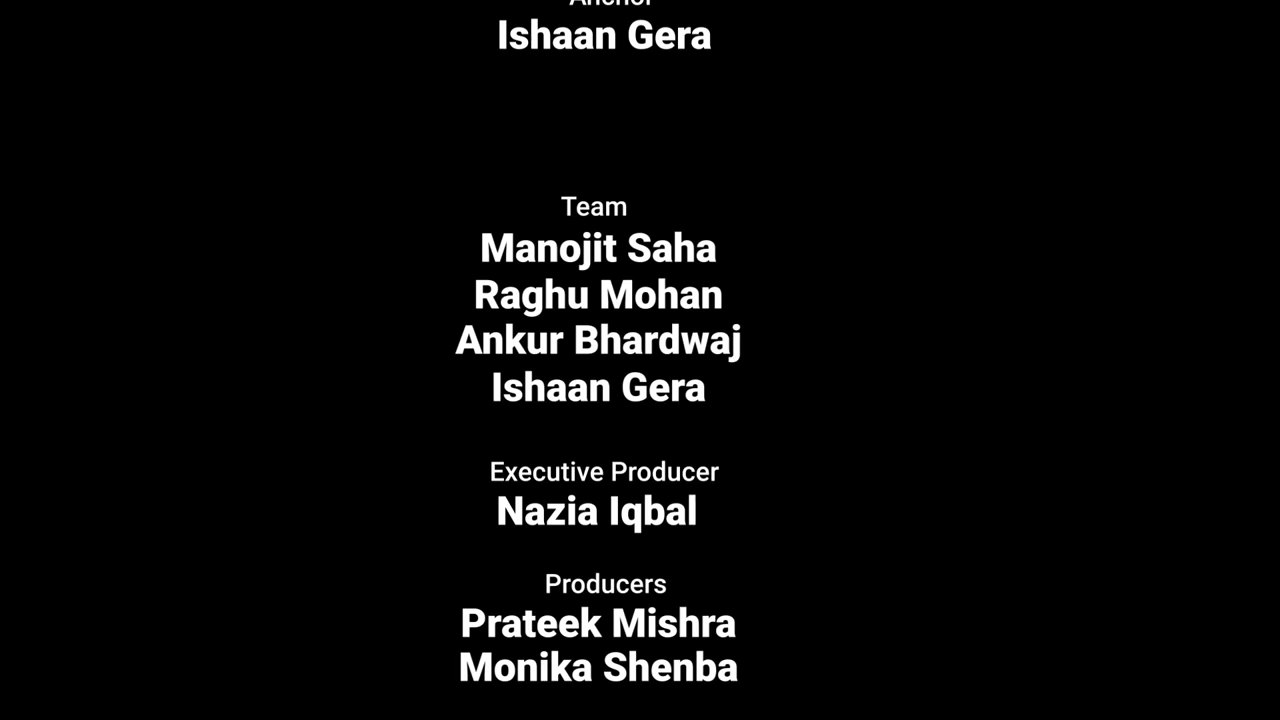 Anchor
Ishaan Gera
Team
Manojit Saha
Raghu Mohan
Ankur Bhardwaj
Ishaan Gera
Executive Producer
Nazia Iqbal
Producers
Prateek Mishra
Monika Shenba